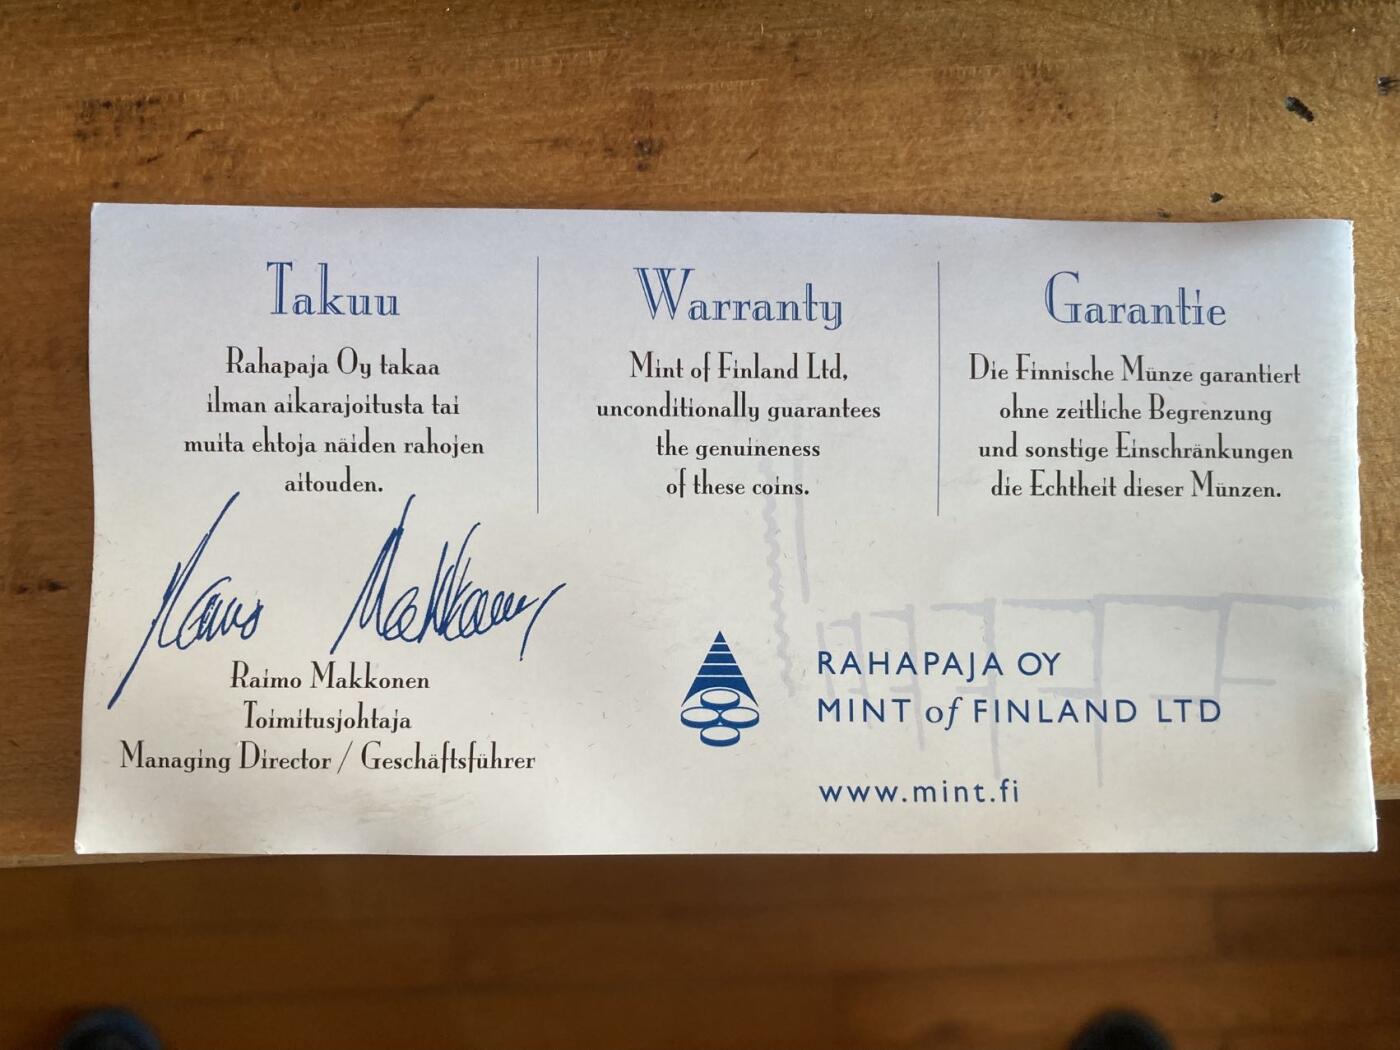 Takuu
Rahapaja Oy takaa
ilman aikarajoitusta tai
muita ehtoja näiden rahojen
aitouden.
Warranty
Mint of Finland Ltd,
unconditionally guarantees
the genuineness
of these coins.
Garantie
Die Finnische Münze garantiert
ohne zeitliche Begrenzung
und sonstige Einschränkungen
die Echtheit dieser Münzen.
Raimo Makkonen
Raimo Makkonen
Toimitusjohtaja
Managing Director / Geschäftsführer
RAHAPAJA OY
MINT of FINLAND LTD
www.mint.fi